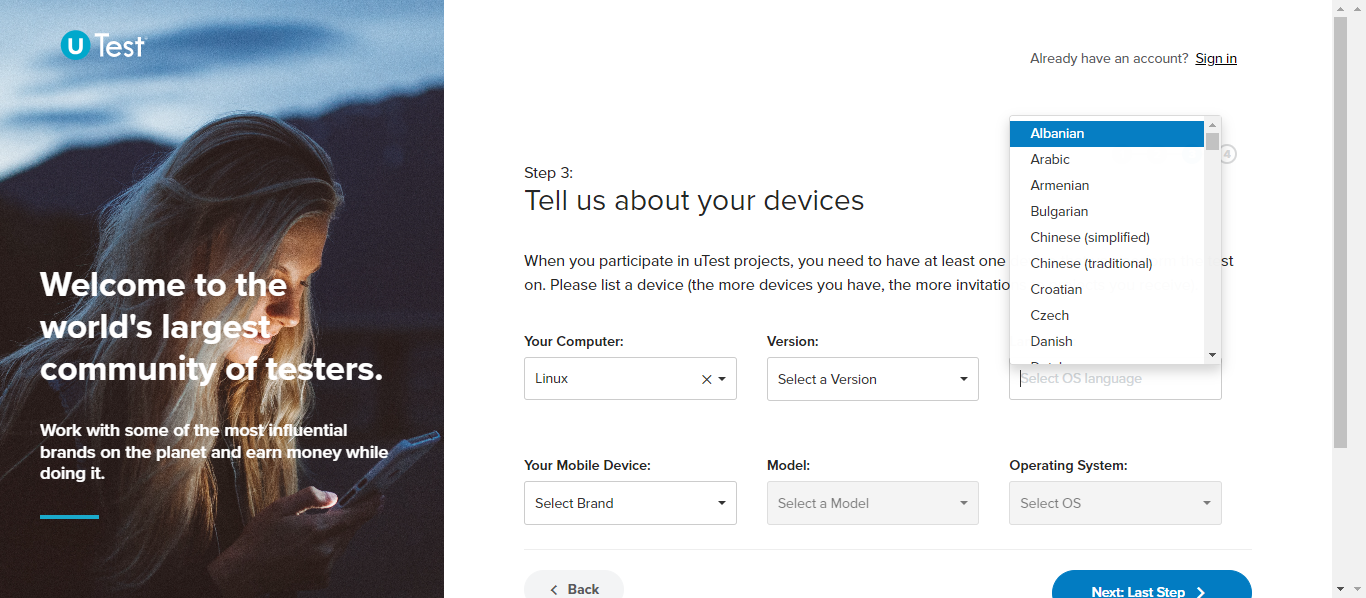 U Test
Already have an account? Sign in
Albanian
Arabic
Armenian
Bulgarian
Chinese (simplified)
Chinese (traditional)
Croatian
Czech
Danish
4
Step 3:
Tell us about your devices
When you participate in uTest projects, you need to have at least one
st
on. Please list a device (the more devices you have, the more invitatio
Welcome to the
world's largest
community of testers.
Work with some of the most influential
brands on the planet and earn money while
doing it.
Your Computer:
Version:
Linux
Select a Version
Select OS language
Your Mobile Device:
Model:
Operating System:
Select Brand
Select a Model
Select OS
Back
Next: Last Step